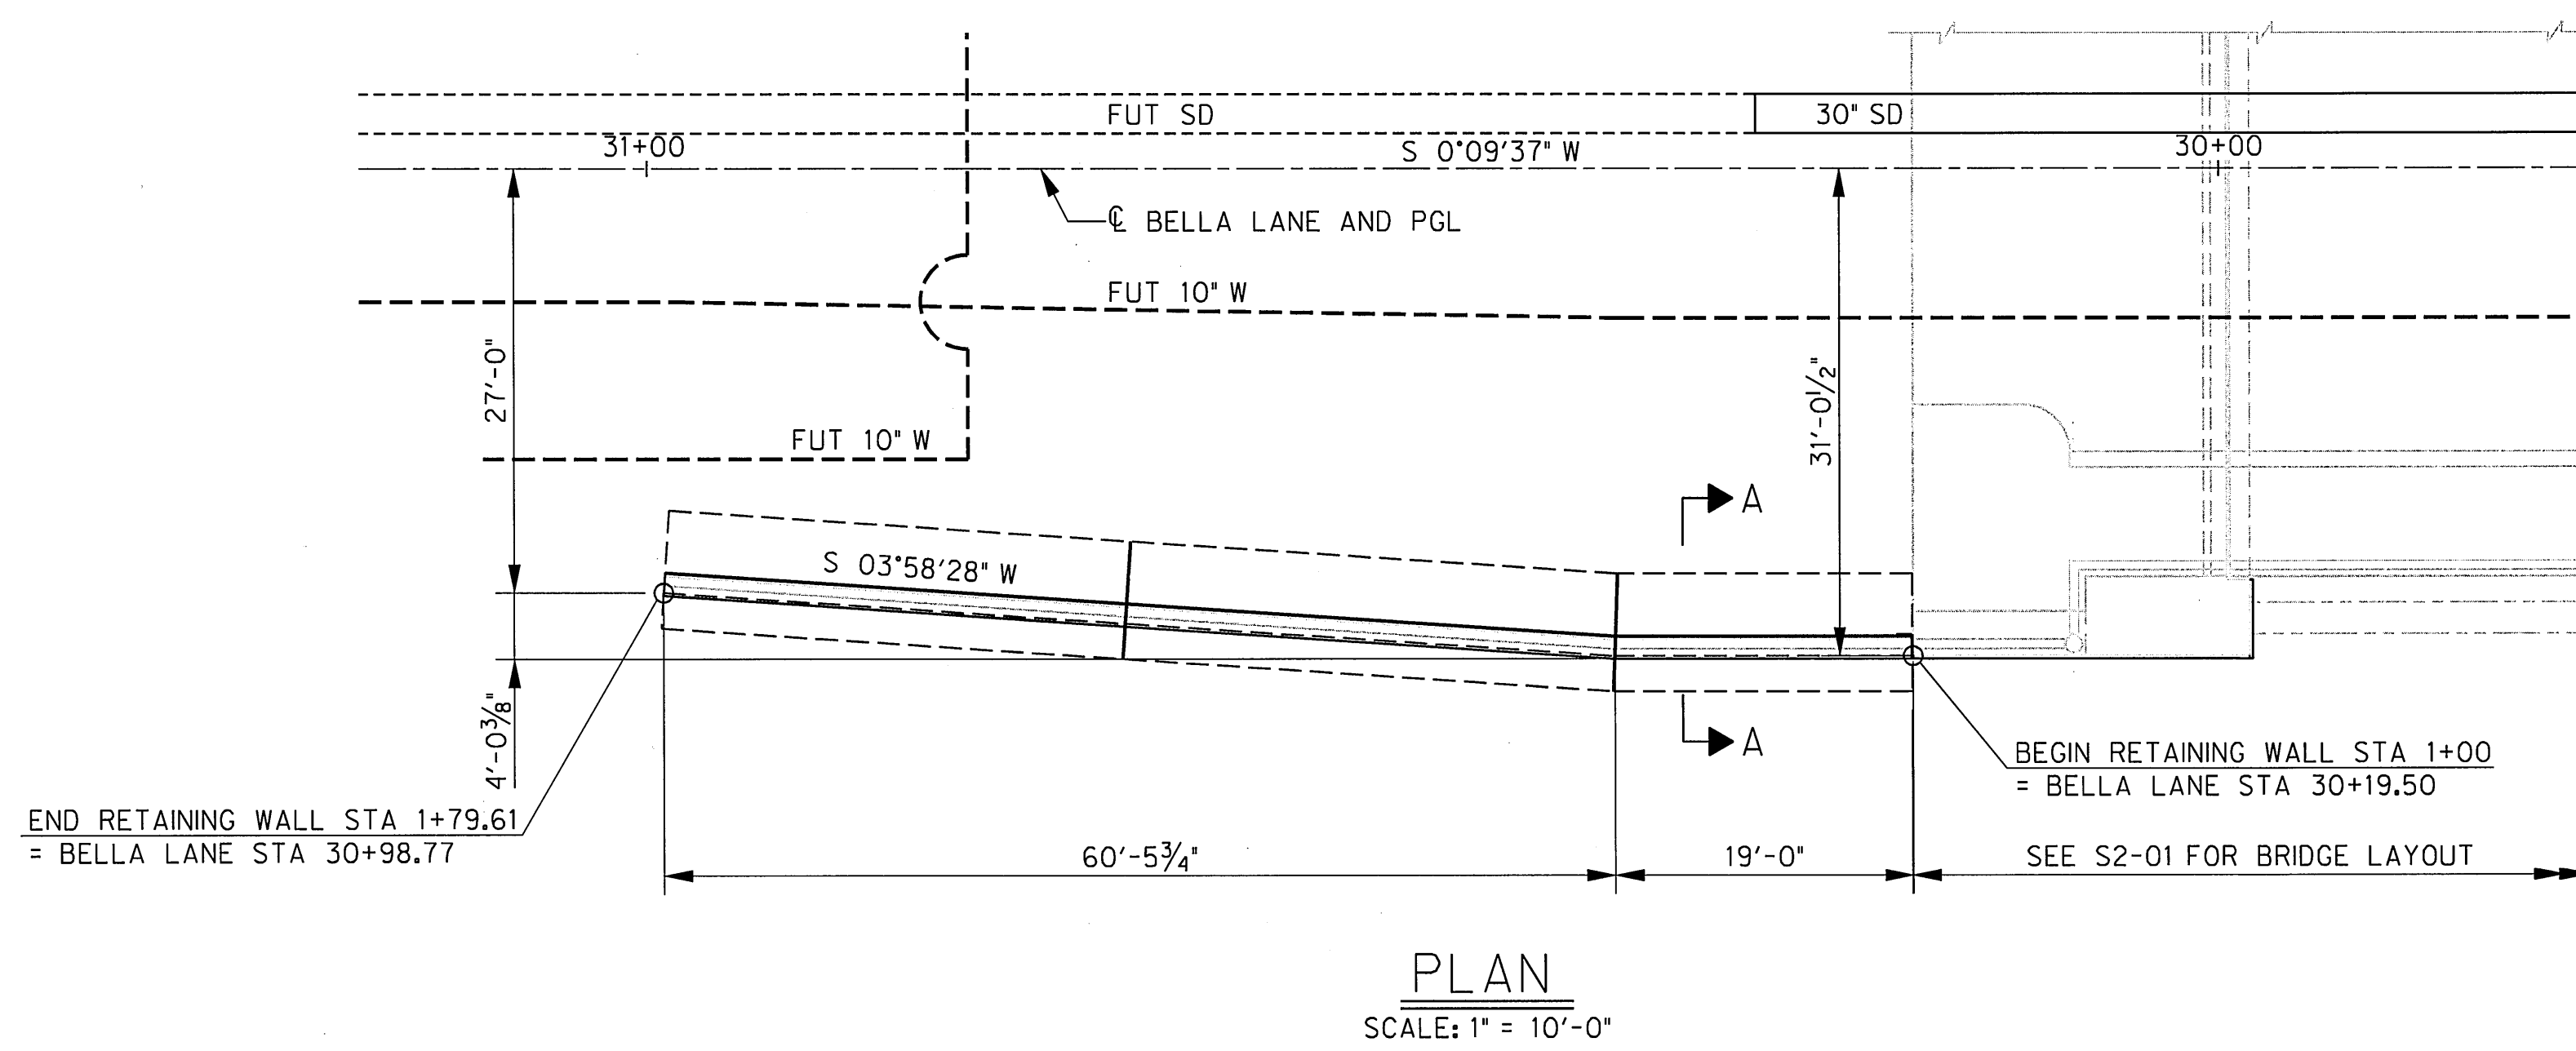 FUT SD
30" SD
31+00
S 0°09'37" W
30+00
℄ BELLA LANE AND PGL
FUT 10" W
27'-0"
31'-0½"
FUT 10" W
A
S 03°58'28" W
4'-0⅜"
A
BEGIN RETAINING WALL STA 1+00
= BELLA LANE STA 30+19.50
END RETAINING WALL STA 1+79.61
= BELLA LANE STA 30+98.77
60'-5¾"
19'-0"
SEE S2-01 FOR BRIDGE LAYOUT
PLAN
SCALE: 1" = 10'-0"